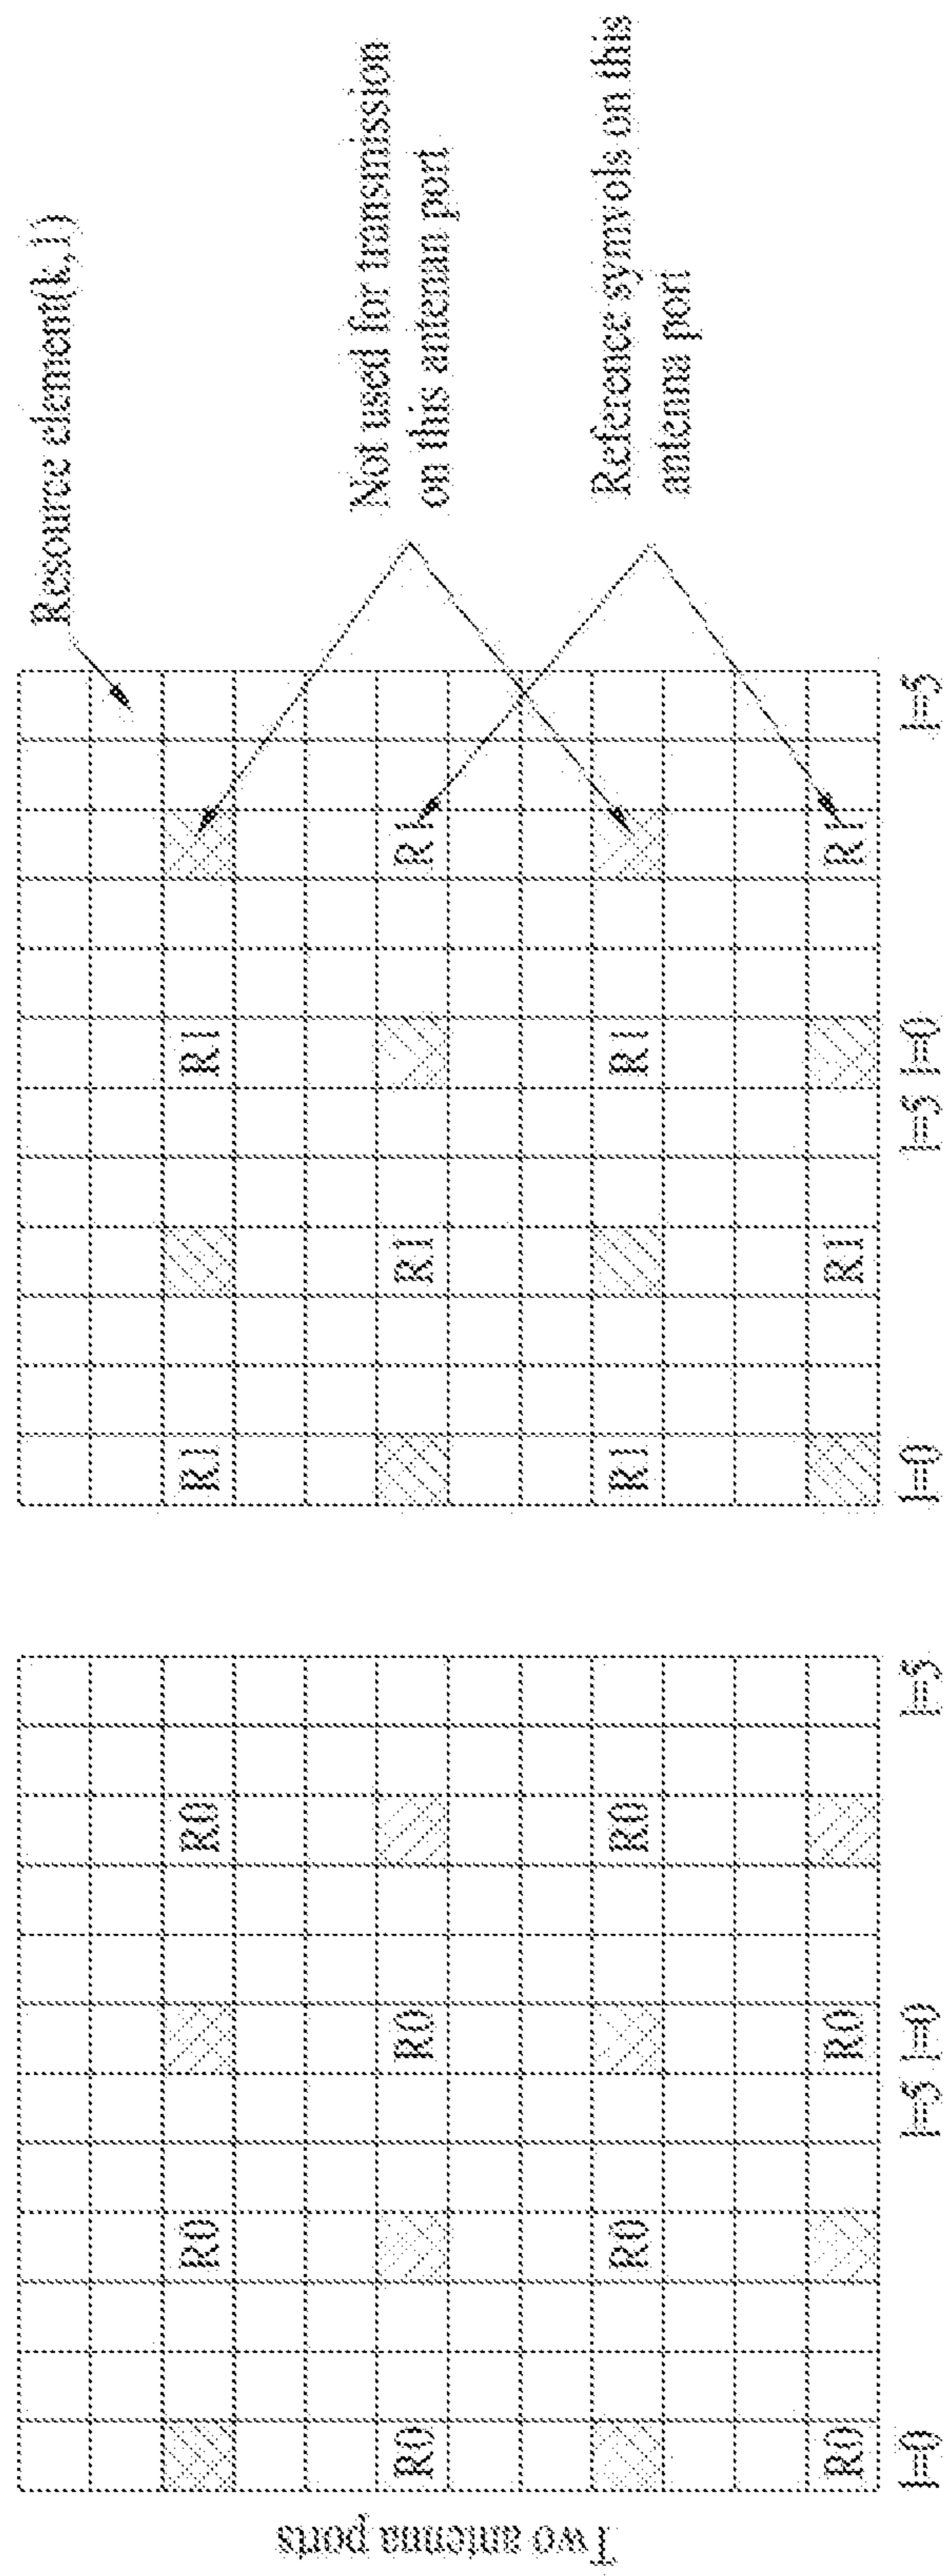 Two antenna ports
R0 R0
R0 R0
R0 R0
R0 R0
l=0 l=5 l=0 l=5
R1 R1
R1 R1
R1 R1
R1 R1
l=0 l=5 l=0 l=5
Resource element(k,l)
Not used for transmission
on this antenan port
Reference symvols on this
antenna port